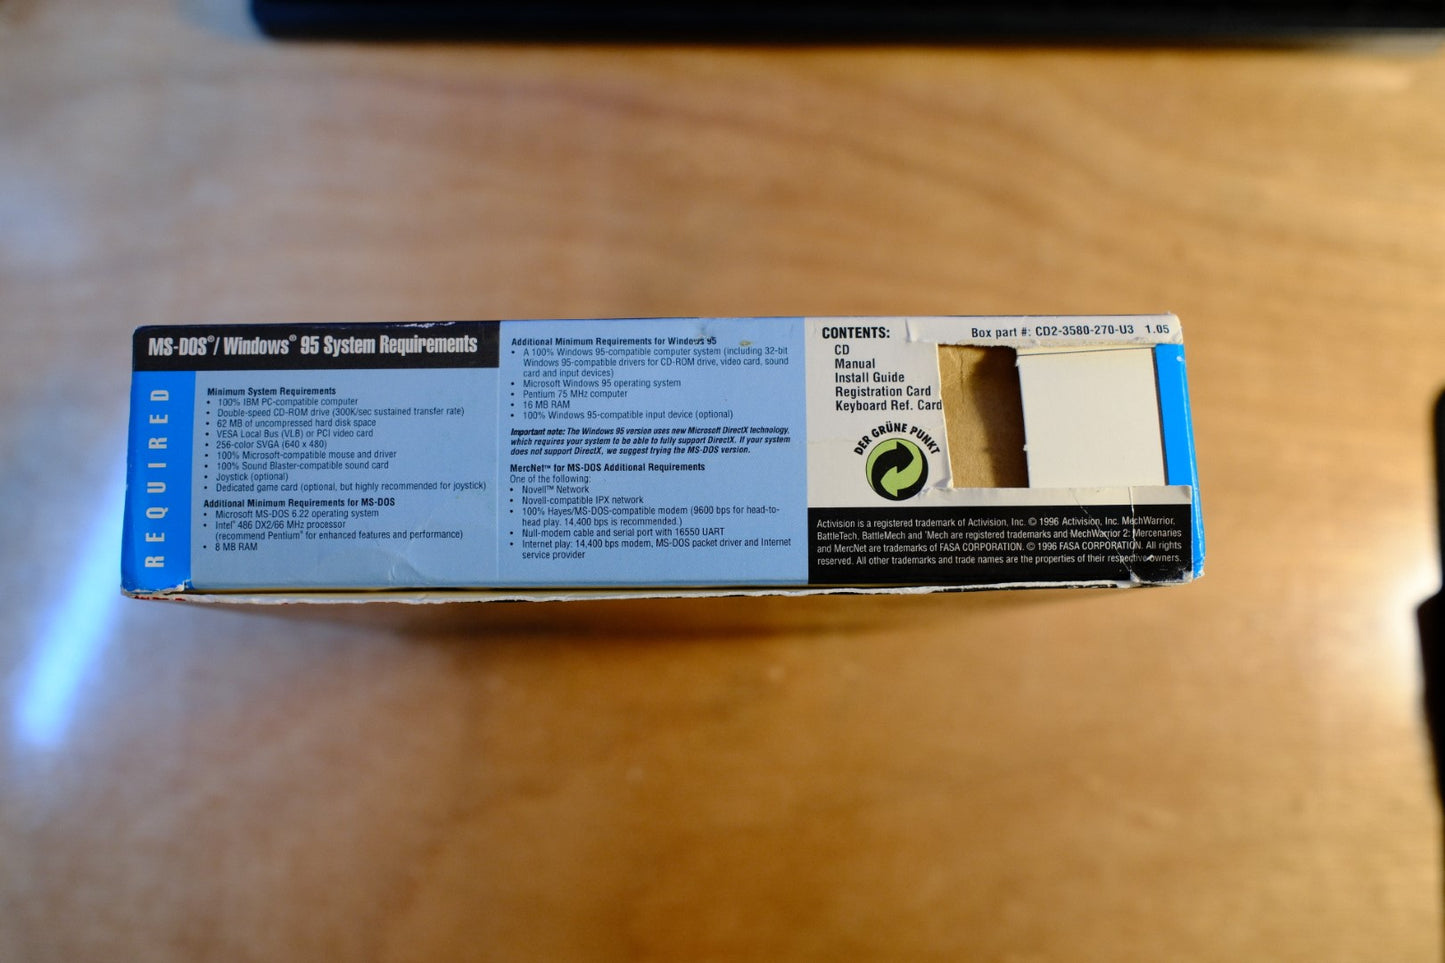 MS-DOS®/ Windows® 95 System Requirements
REQUIRED
Minimum System Requirements
• 100% IBM PC-compatible computer
• Double-speed CD-ROM drive (300K/sec sustained transfer rate)
• 62 MB of uncompressed hard disk space
• VESA Local Bus (VLB) or PCI video card
• 256-color SVGA (640 x 480)
• 100% Microsoft-compatible mouse and driver
• 100% Sound Blaster-compatible sound card
• Joystick (optional)
• Dedicated game card (optional, but highly recommended for joystick)
Additional Minimum Requirements for MS-DOS
• Microsoft MS-DOS 6.22 operating system
• Intel® 486 DX2/66 MHz processor
(recommend Pentium® for enhanced features and performance)
• 8 MB RAM
Additional Minimum Requirements for Windows 95
• A 100% Windows 95-compatible computer system (including 32-bit
Windows 95-compatible drivers for CD-ROM drive, video card, sound
card and input devices)
• Microsoft Windows 95 operating system
• Pentium 75 MHz computer
• 16 MB RAM
• 100% Windows 95-compatible input device (optional)
Important note: The Windows 95 version uses new Microsoft DirectX technology,
which requires your system to be able to fully support DirectX. If your system
does not support DirectX, we suggest trying the MS-DOS version.
MercNet™ for MS-DOS Additional Requirements
One of the following:
• Novell™ Network
• Novell-compatible IPX network
• 100% Hayes/MS-DOS-compatible modem (9600 bps for head-to-
head play. 14,400 bps is recommended.)
• Null-modem cable and serial port with 16550 UART
• Internet play: 14,400 bps modem, MS-DOS packet driver and Internet
service provider
CONTENTS:
CD
Manual
Install Guide
Registration Card
Keyboard Ref. Card
Box part #: CD2-3580-270-U3 1.05
DER GRÜNE PUNKT
Activision is a registered trademark of Activision, Inc. © 1996 Activision, Inc. MechWarrior,
BattleTech, BattleMech and 'Mech are registered trademarks and MechWarrior 2: Mercenaries
and MercNet are trademarks of FASA CORPORATION. © 1996 FASA CORPORATION. All rights
reserved. All other trademarks and trade names are the properties of their respective owners.